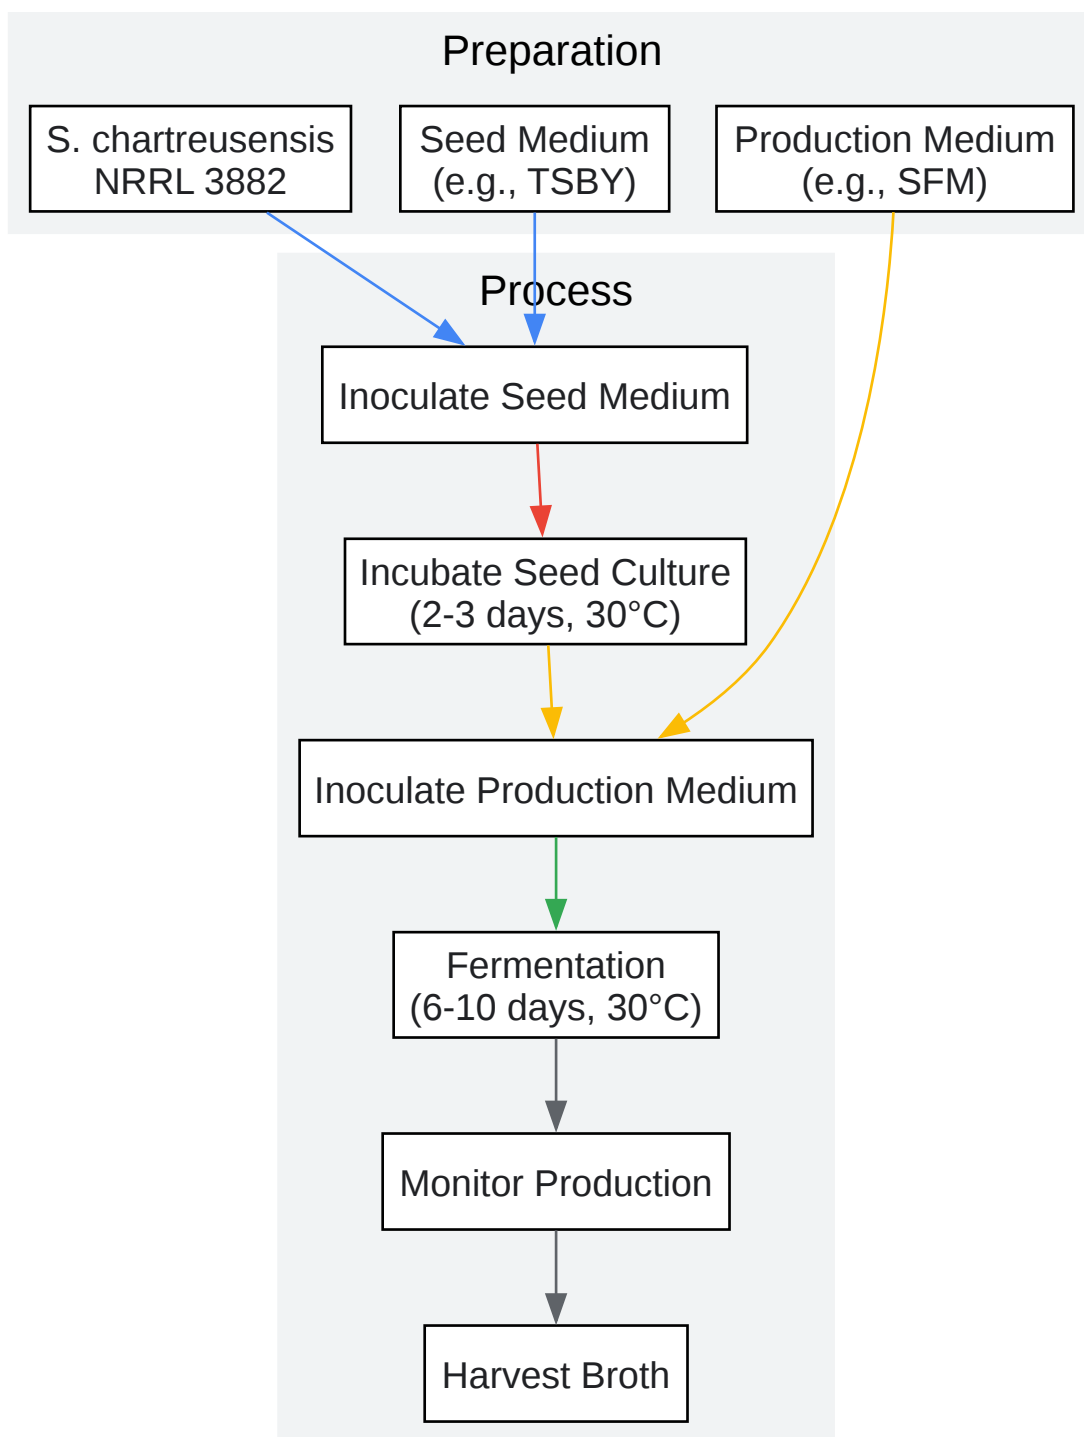 Preparation
S. chartreusensis
NRRL 3882
Seed Medium
(e.g., TSBY)
Production Medium
(e.g., SFM)
Process
Inoculate Seed Medium
Incubate Seed Culture
(2-3 days, 30°C)
Inoculate Production Medium
Fermentation
(6-10 days, 30°C)
Monitor Production
Harvest Broth